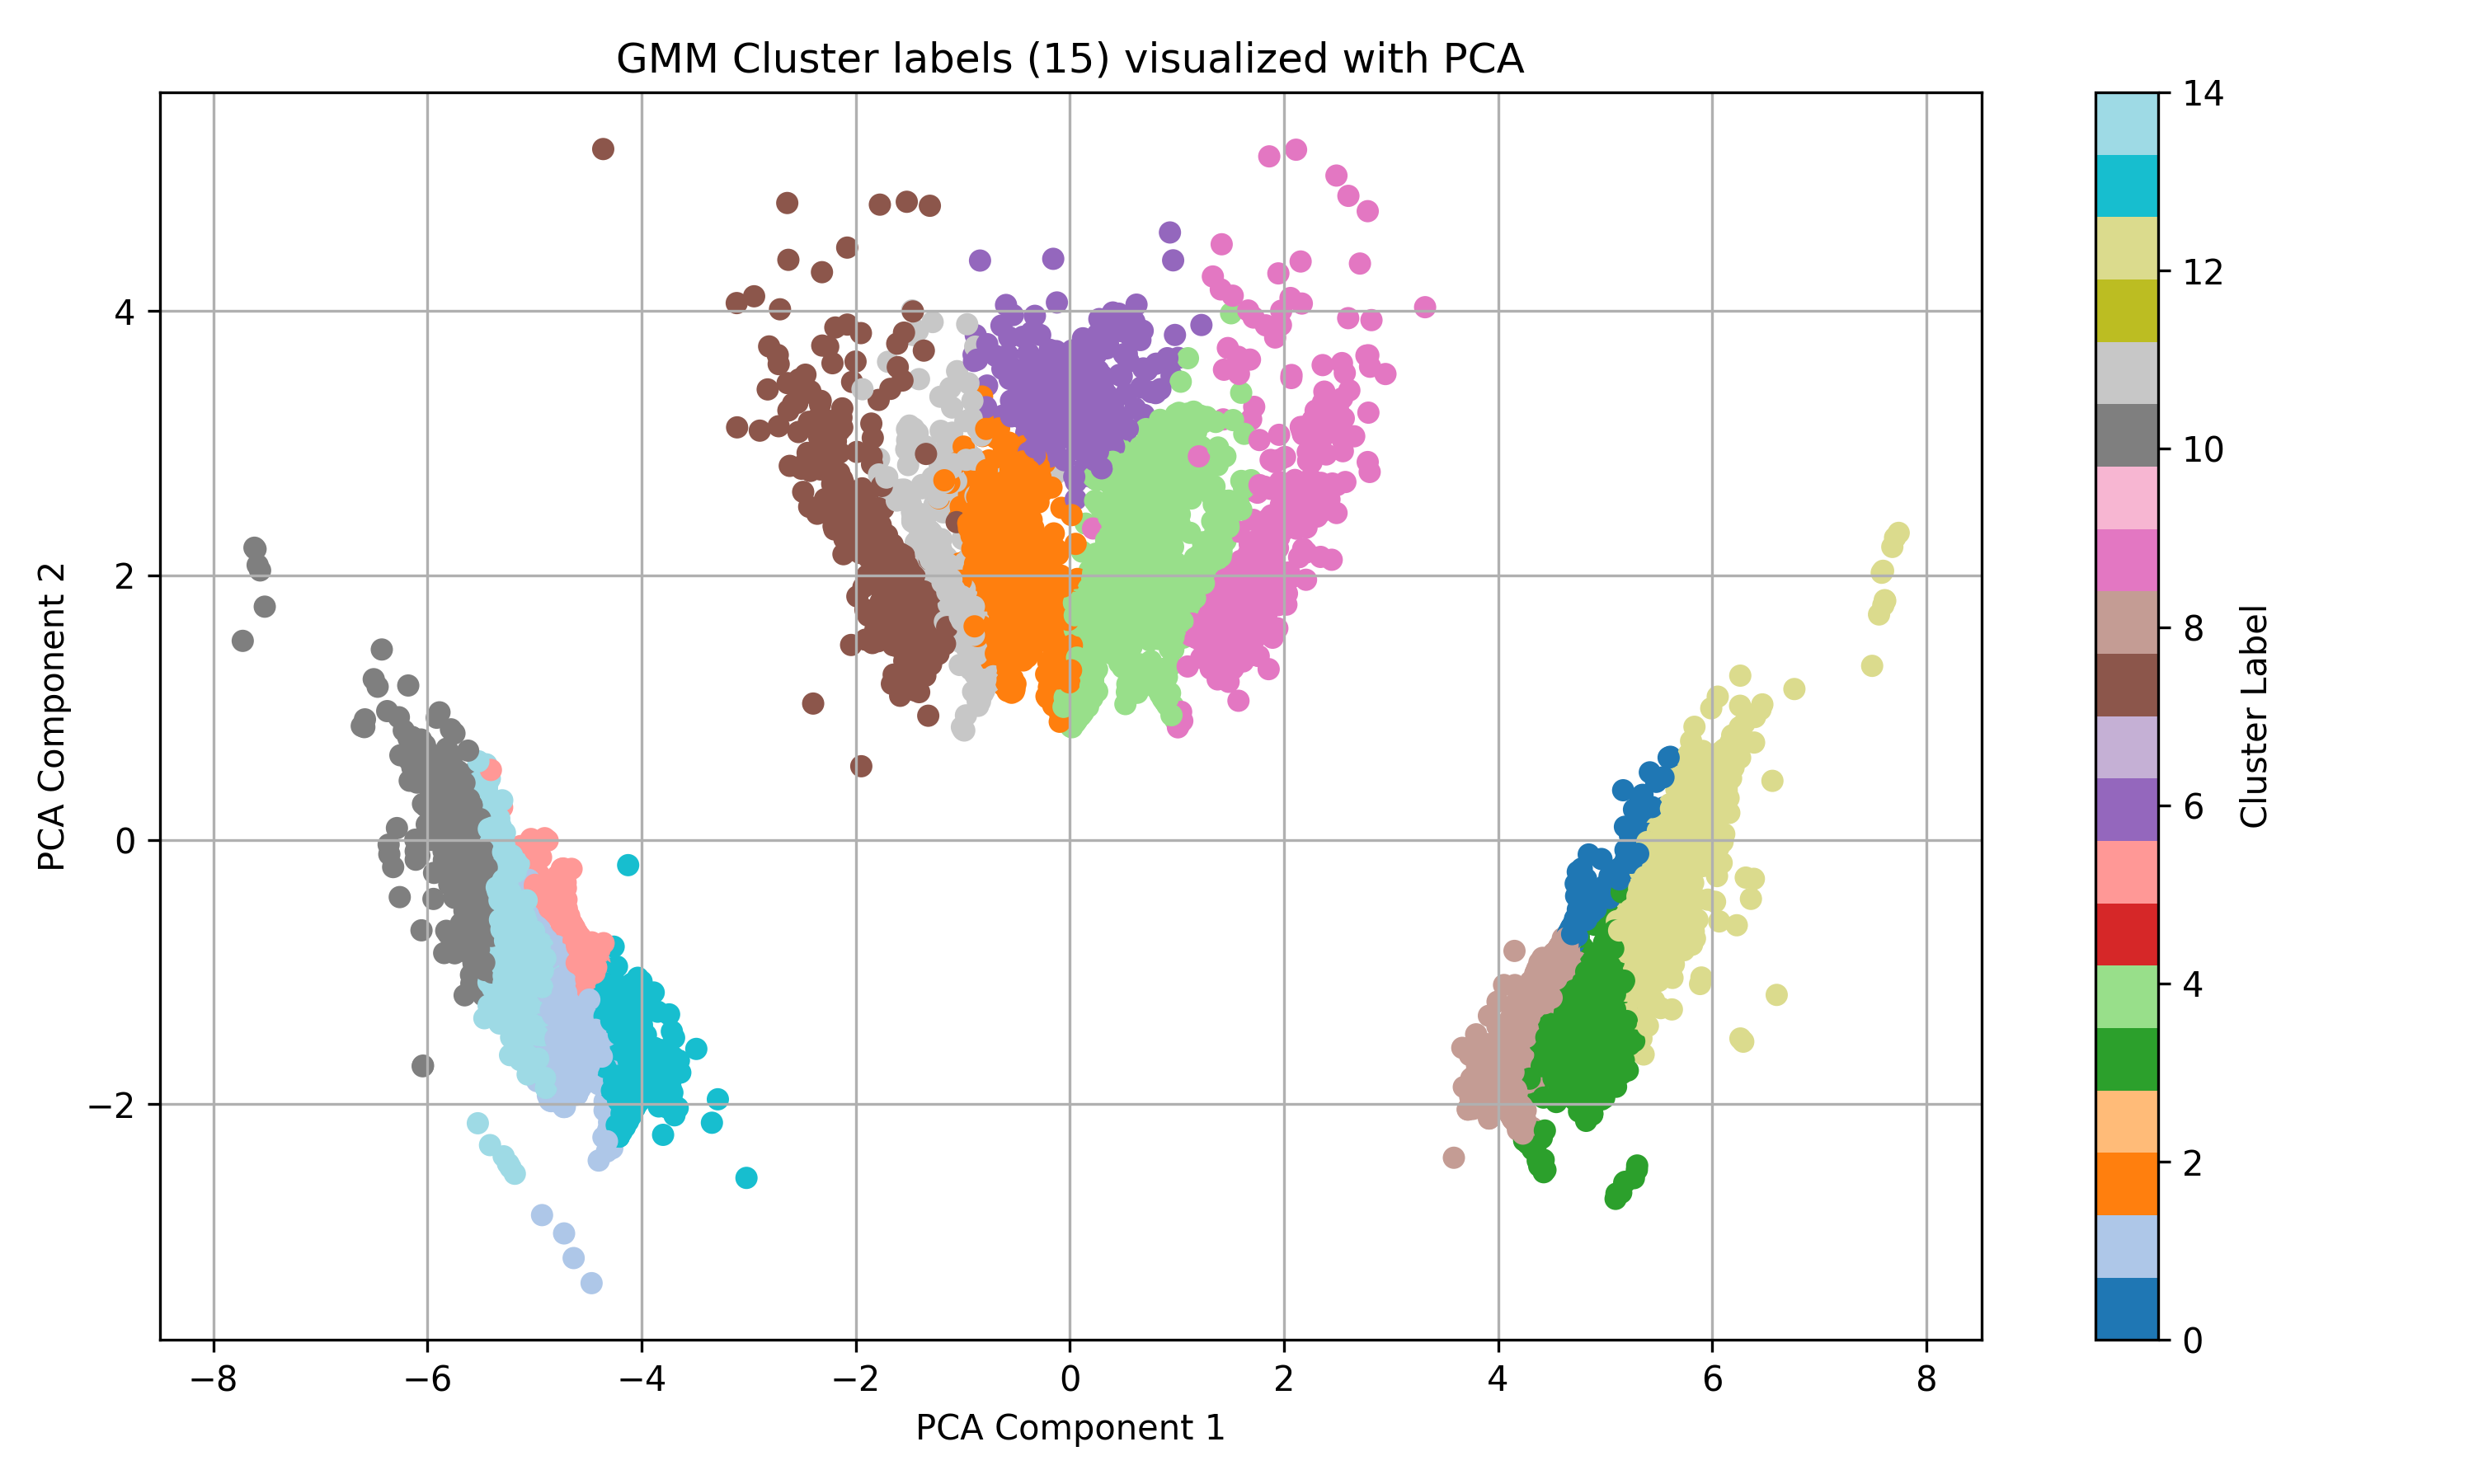 GMM Cluster labels (15) visualized with PCA
14
12
10
8
6
4
2
0
Cluster Label
4
2
0
−2
PCA Component 2
−8 −6 −4 −2 0 2 4 6 8
PCA Component 1